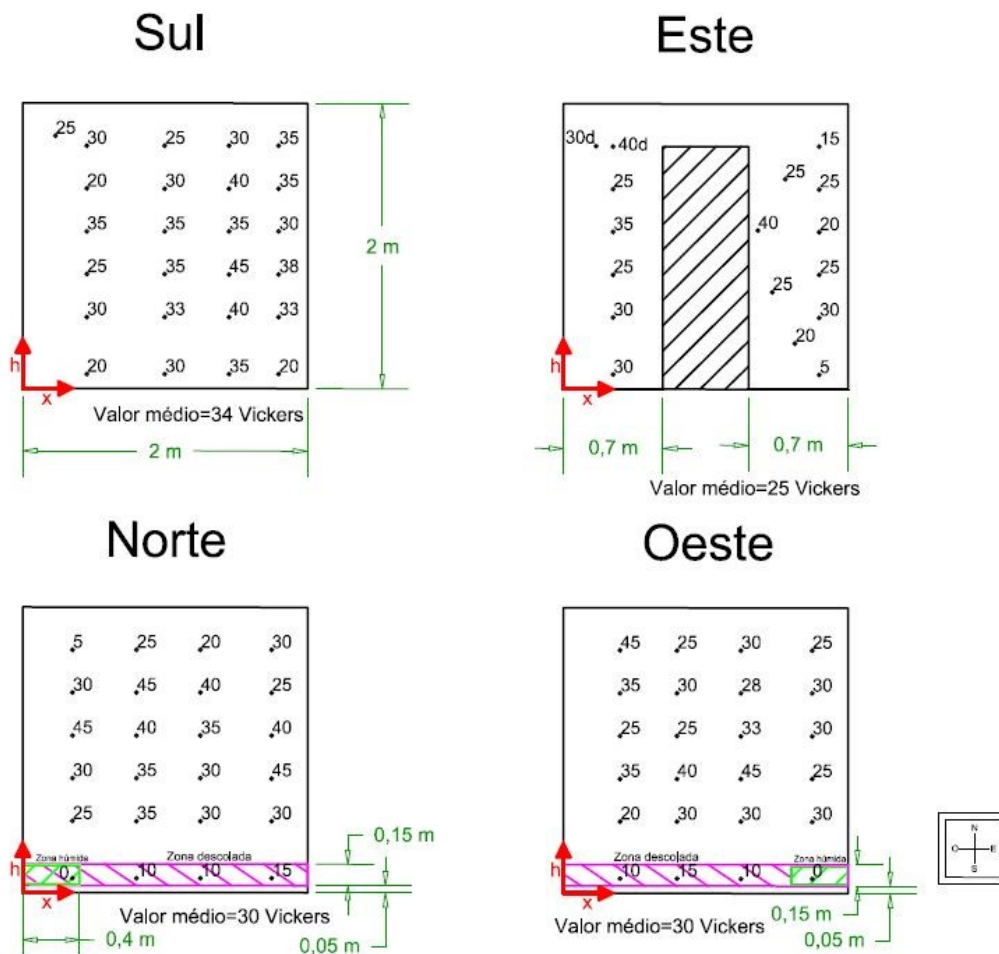 Sul Este
25 30 25 30 35
20 30 40 35
35 35 35 30
25 35 45 38
30 33 40 33
20 30 35 20
2 m
h
x
Valor médio=34 Vickers
2 m
30d 40d 15
25 25 25
35 40 20
25 25 25
30 30
20
30 5
h
x
0,7 m 0,7 m
Valor médio=25 Vickers
Norte Oeste
5 25 20 30
30 45 40 25
45 40 35 40
30 35 30 45
25 35 30 30
Zona húmida Zona descolada
0 10 10 15
h
x
0,15 m
0,05 m
Valor médio=30 Vickers
0,4 m
45 25 30 25
35 30 28 30
25 25 33 30
35 40 45 25
20 30 30 30
Zona descolada Zona húmida
10 15 10 0
h
x
0,15 m
0,05 m
Valor médio=30 Vickers
N
O E
S